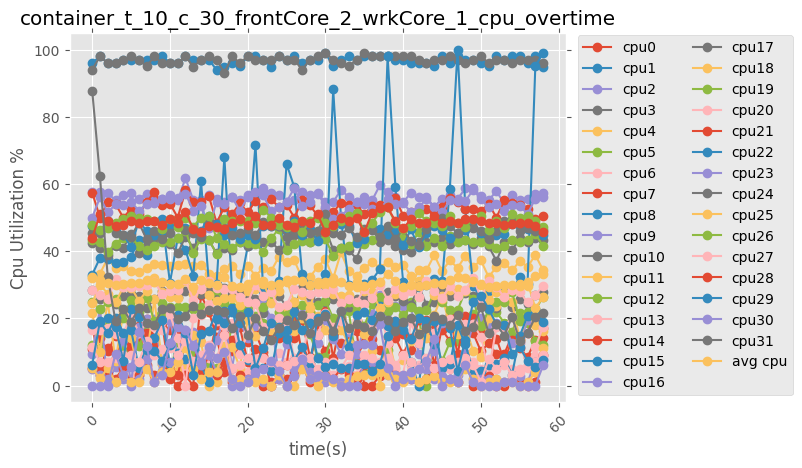 container_t_10_c_30_frontCore_2_wrkCore_1_cpu_overtime
Cpu Utilization %
100
80
60
40
20
0
0
10
20
30
40
50
60
time(s)
cpu0
cpu1
cpu2
cpu3
cpu4
cpu5
cpu6
cpu7
cpu8
cpu9
cpu10
cpu11
cpu12
cpu13
cpu14
cpu15
cpu16
cpu17
cpu18
cpu19
cpu20
cpu21
cpu22
cpu23
cpu24
cpu25
cpu26
cpu27
cpu28
cpu29
cpu30
cpu31
avg cpu